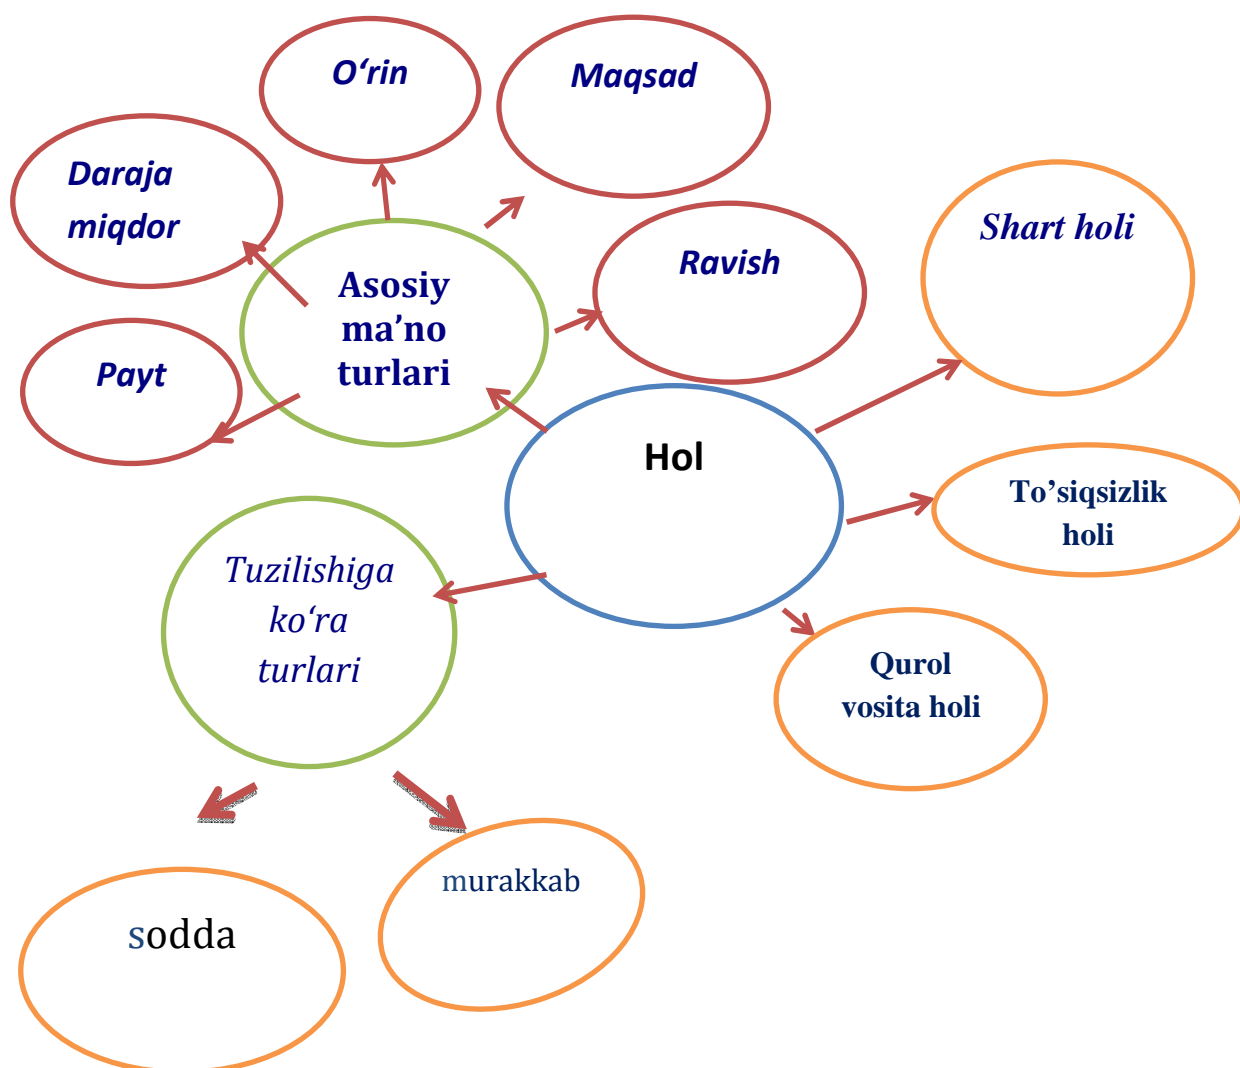 O‘rin
Maqsad
Daraja
miqdor
Shart holi
Ravish
Asosiy
ma’no
turlari
Payt
Hol
To’siqsizlik
holi
Tuzilishiga
ko‘ra
turlari
Qurol
vosita holi
murakkab
sodda